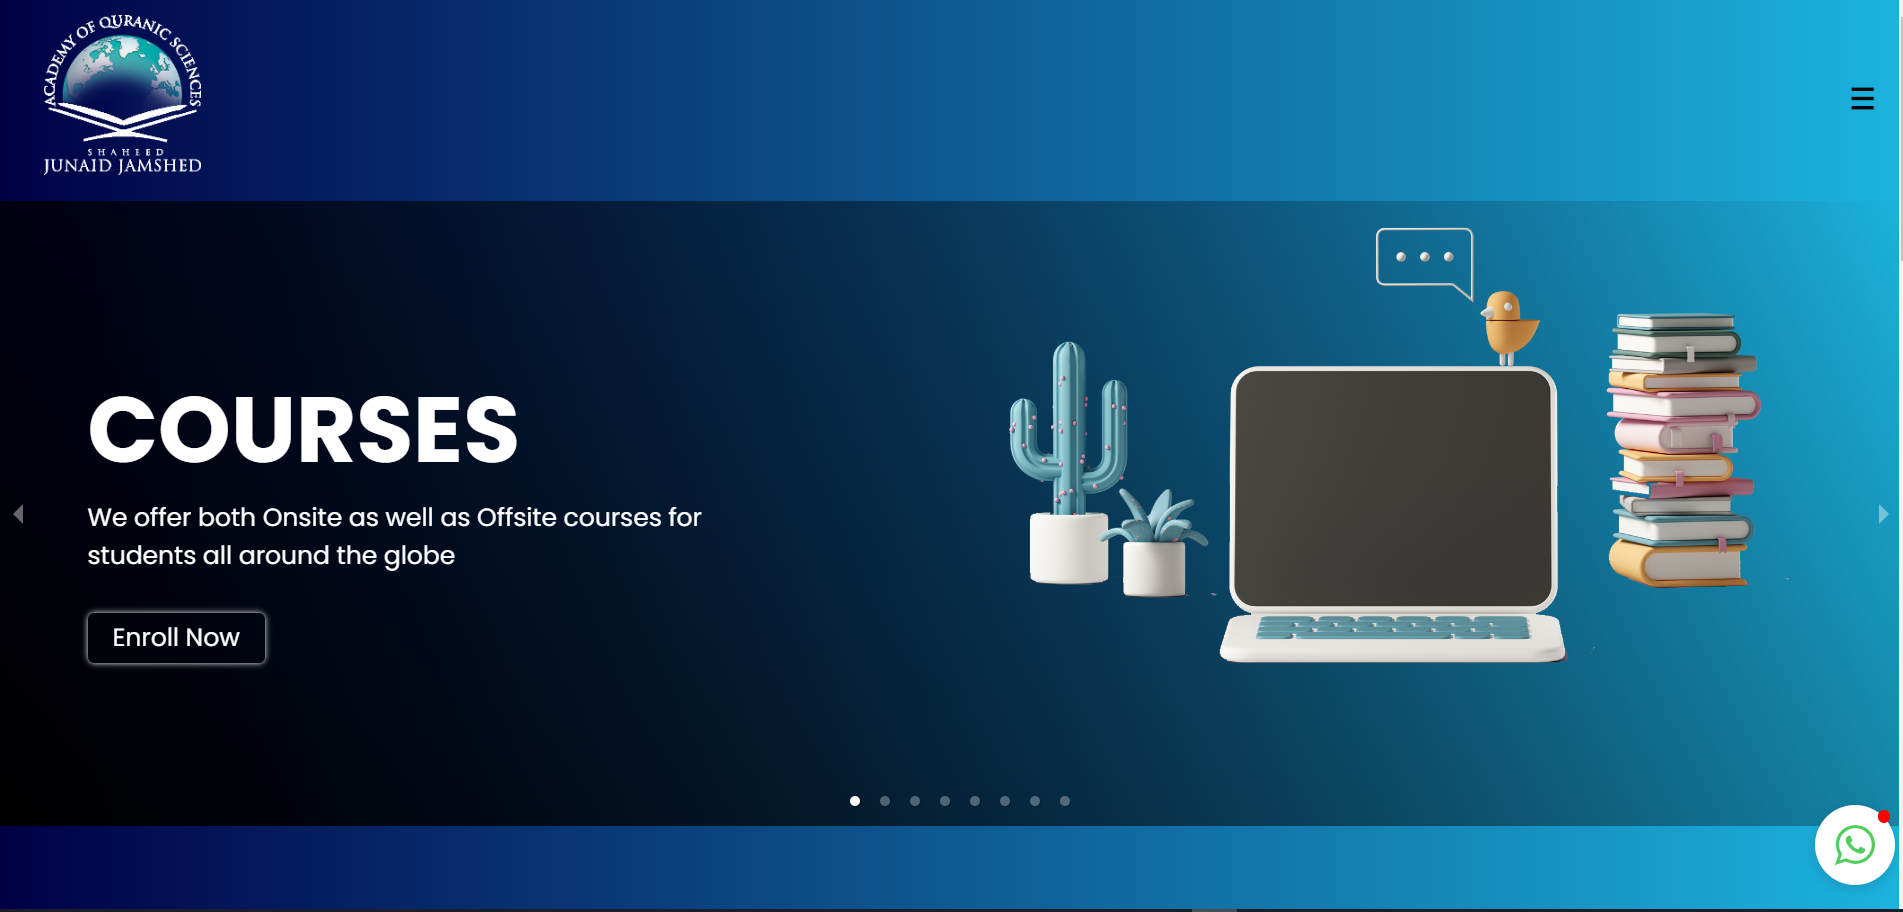 ACADEMY OF QURANIC SCIENCES
SHAHEED
JUNAID JAMSHED
COURSES
We offer both Onsite as well as Offsite courses for
students all around the globe
Enroll Now